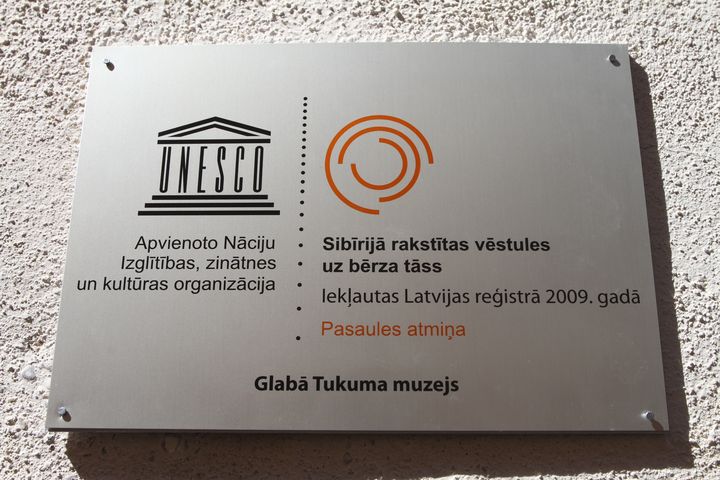 UNESCO
Apvienoto Nāciju
Izglītības, zinātnes
un kultūras organizācija
Sibīrijā rakstītas vēstules
uz bērza tāss
Iekļautas Latvijas reģistrā 2009. gadā
Pasaules atmiņa
Glabā Tukuma muzejs